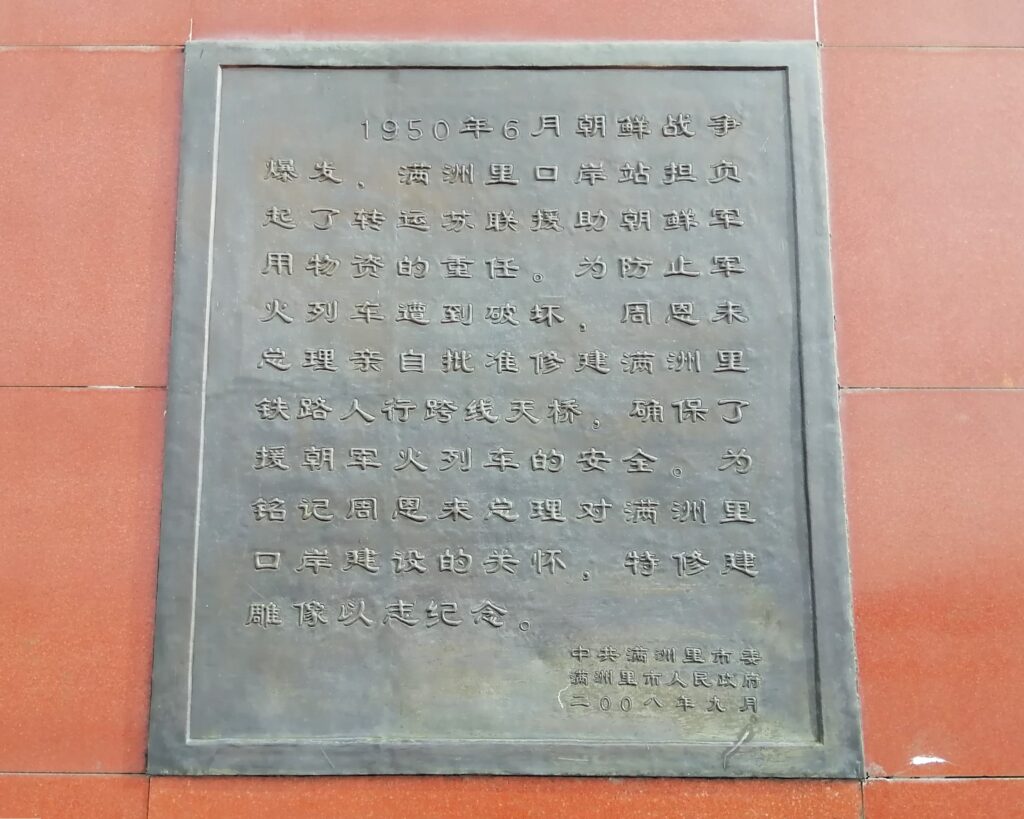 1950年6月朝鲜战争
爆发、满洲里口岸站担负
起了转运苏联援助朝鲜军
用物资的重任。为防止军
火列车遭到破坏，周恩来
总理亲自批准修建满洲里
铁路人行跨线天桥，确保了
援朝军火列车的安全。为
铭记周恩来总理对满洲里
口岸建设的关怀，特修建
雕像以志纪念。
中共满洲里市委
满洲里市人民政府
二00八年九月